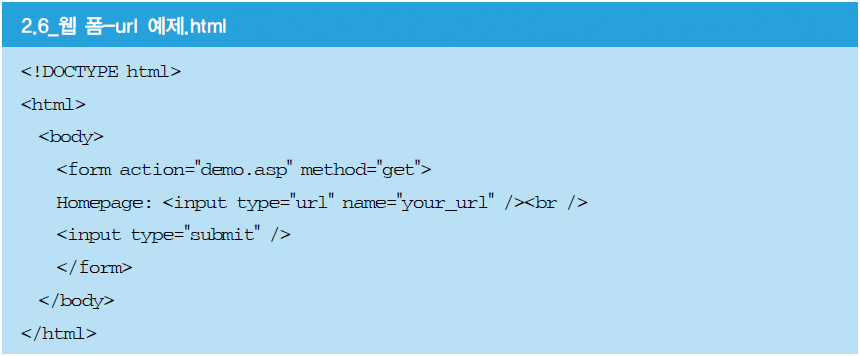 2.6_웹 폼-url 예제.html
<!DOCTYPE html>
<html>
<body>
<form action="demo.asp" method="get">
Homepage: <input type="url" name="your_url" /><br />
<input type="submit" />
</form>
</body>
</html>